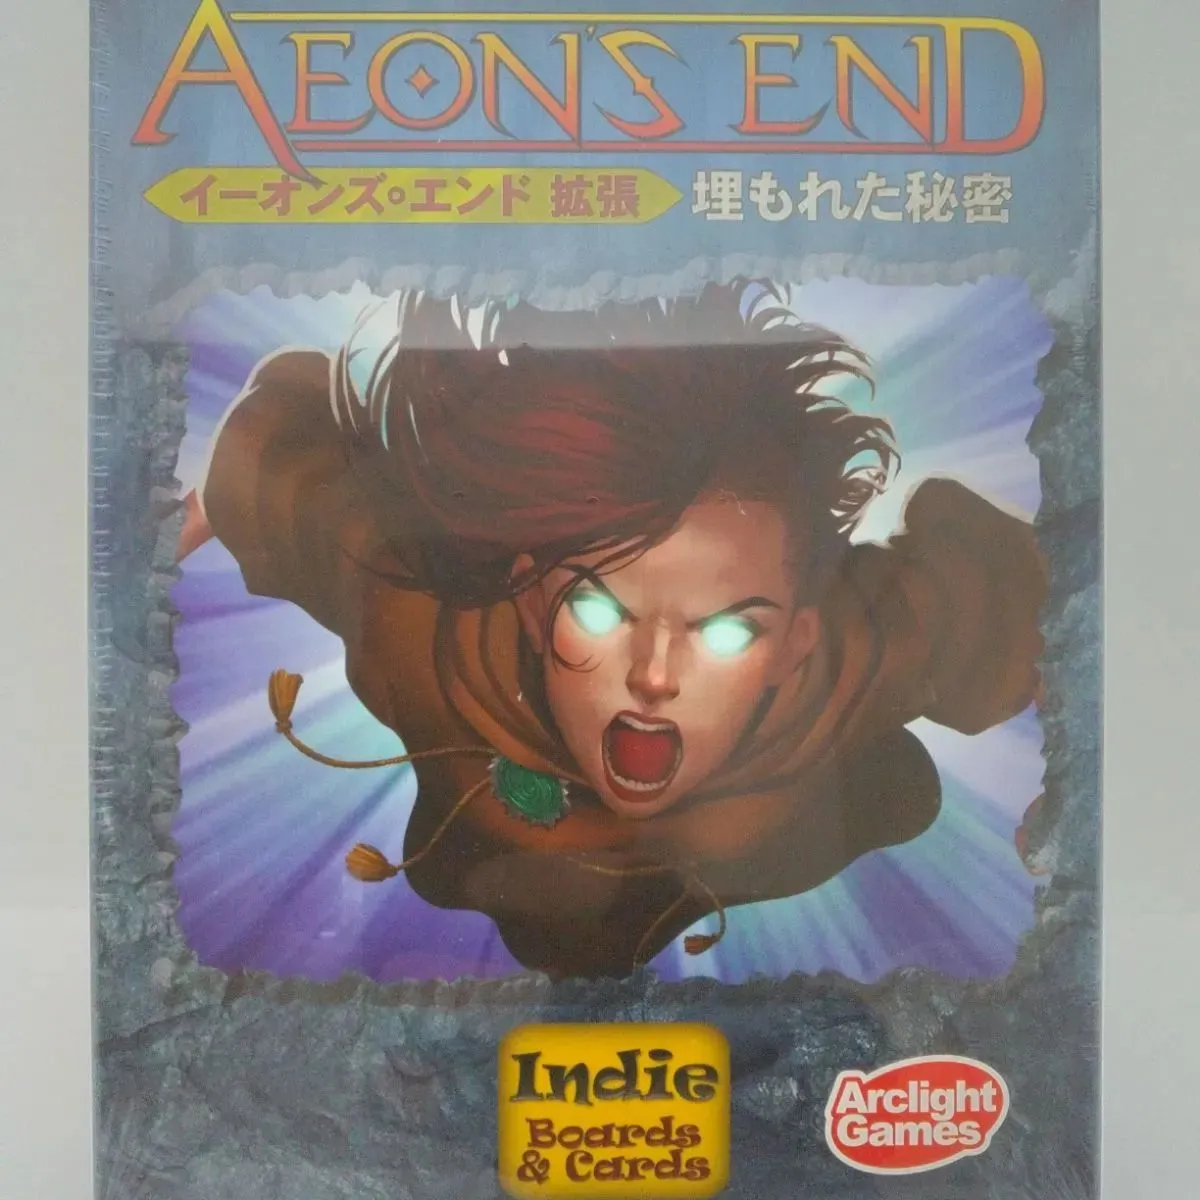 AEON'S END
イーオンズ・エンド 拡張 埋もれた秘密
Indie
Boards
& Cards
Arclight
Games